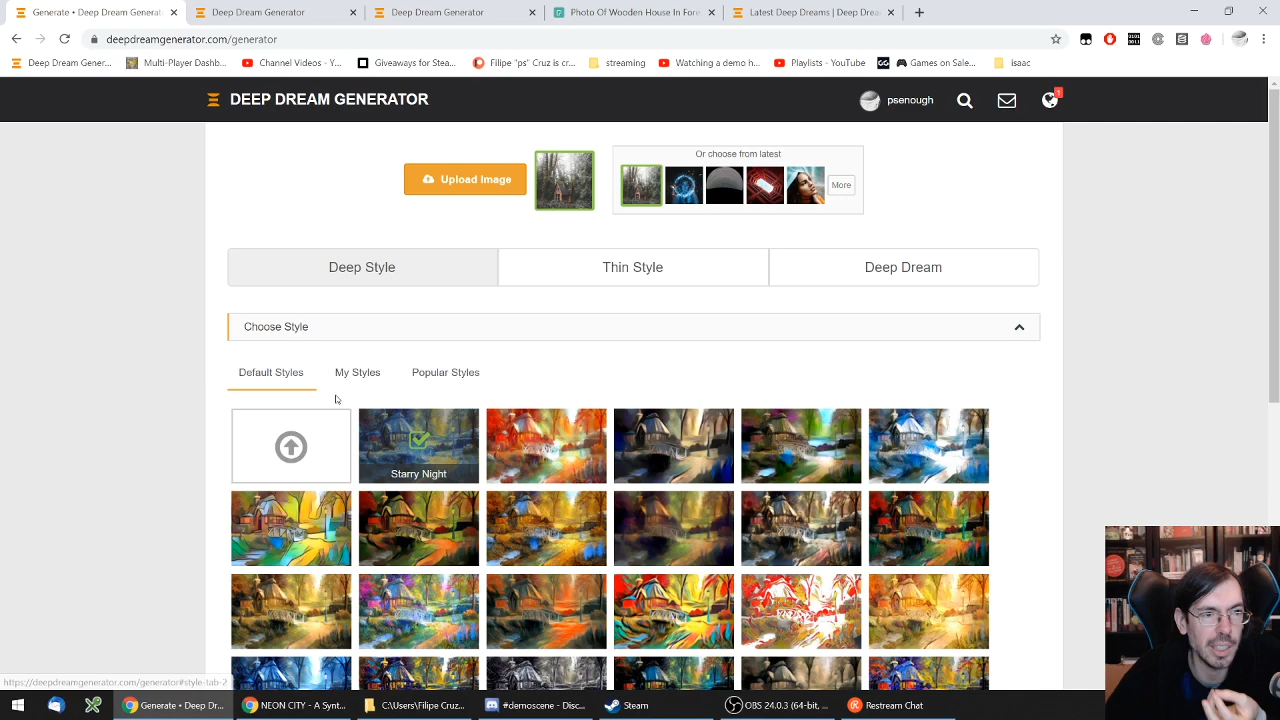 Generate • Deep Dre
Deep Dream Generator
Deep Dream Generator
Photo Of Wooden House In Fore
Latest Deep Dreams | Deep Drea
deepdreamgenerator.com/generator
Deep Dream Gener...
Multi-Player Dashb...
Channel Videos - Y...
Giveaways for Stea...
Filipe "ps" Cruz is cr...
streaming
Watching a demo h...
Playlists - YouTube
GG
Games on Sale...
isaac
DEEP DREAM GENERATOR
psenough
1
Upload Image
Or choose from latest
More
Deep Style
Thin Style
Deep Dream
Choose Style
Default Styles
My Styles
Popular Styles
Starry Night
https://deepdreamgenerator.com/generator#style-tab-2
Generate • Deep Dr...
NEON CITY - A Synt...
C:\Users\Filipe Cruz...
#demoscene - Disc...
Steam
OBS 24.0.3 (64-bit, ...
Restream Chat